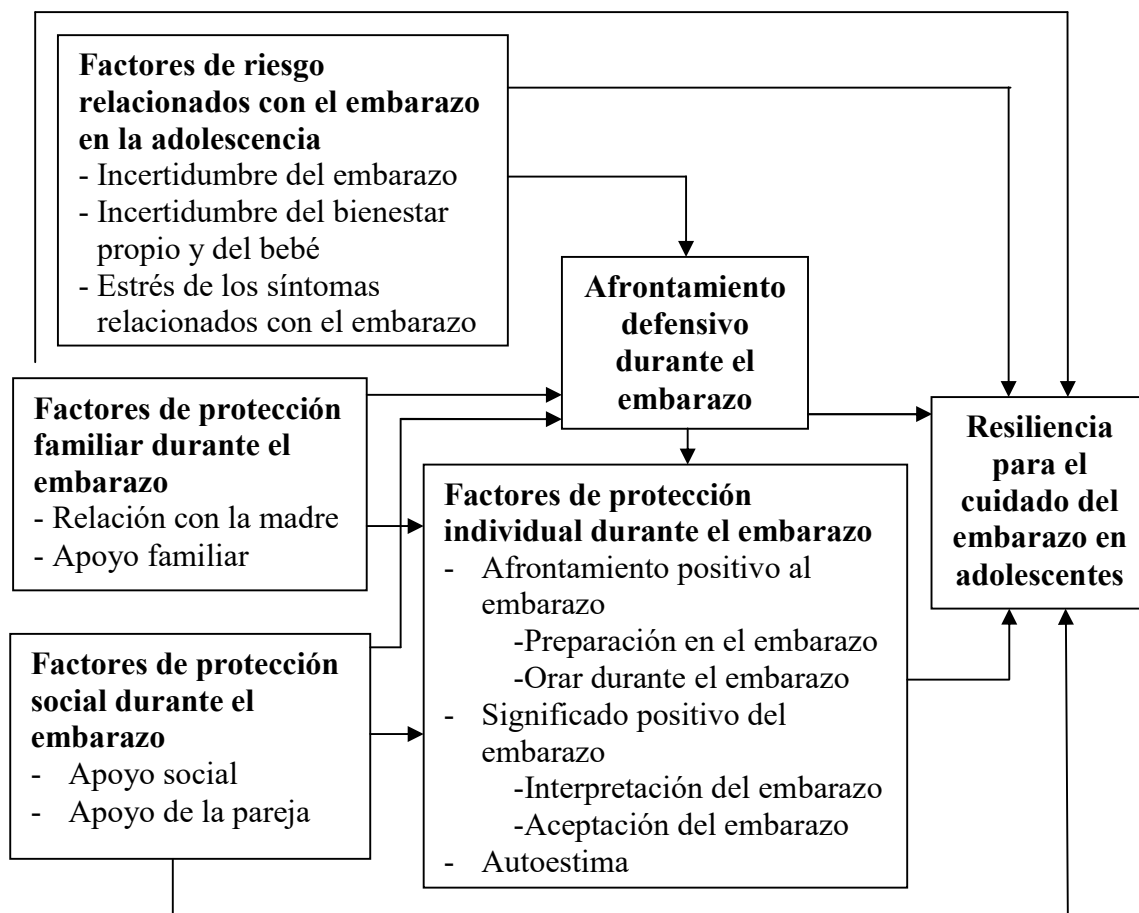 Factores de riesgo
relacionados con el embarazo
en la adolescencia
- Incertidumbre del embarazo
- Incertidumbre del bienestar
propio y del bebé
- Estrés de los síntomas
relacionados con el embarazo
Afrontamiento
defensivo
durante el
embarazo
Factores de protección
familiar durante el
embarazo
- Relación con la madre
- Apoyo familiar
Resiliencia
para el
cuidado del
embarazo en
adolescentes
Factores de protección
individual durante el embarazo
- Afrontamiento positivo al
embarazo
-Preparación en el embarazo
-Orar durante el embarazo
- Significado positivo del
embarazo
-Interpretación del embarazo
-Aceptación del embarazo
- Autoestima
Factores de protección
social durante el
embarazo
- Apoyo social
- Apoyo de la pareja